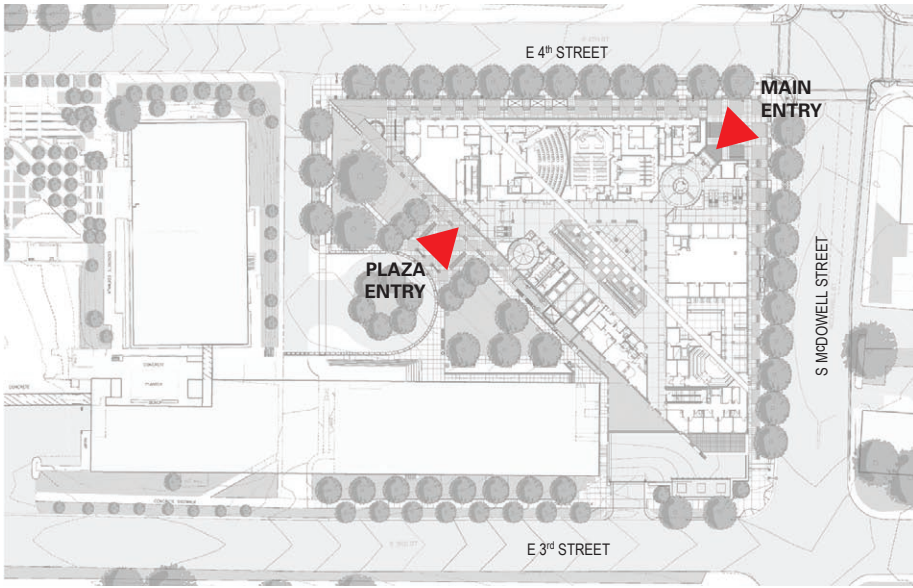 E 4th STREET
MAIN
ENTRY
PLAZA
ENTRY
S McDOWELL STREET
E 3rd STREET